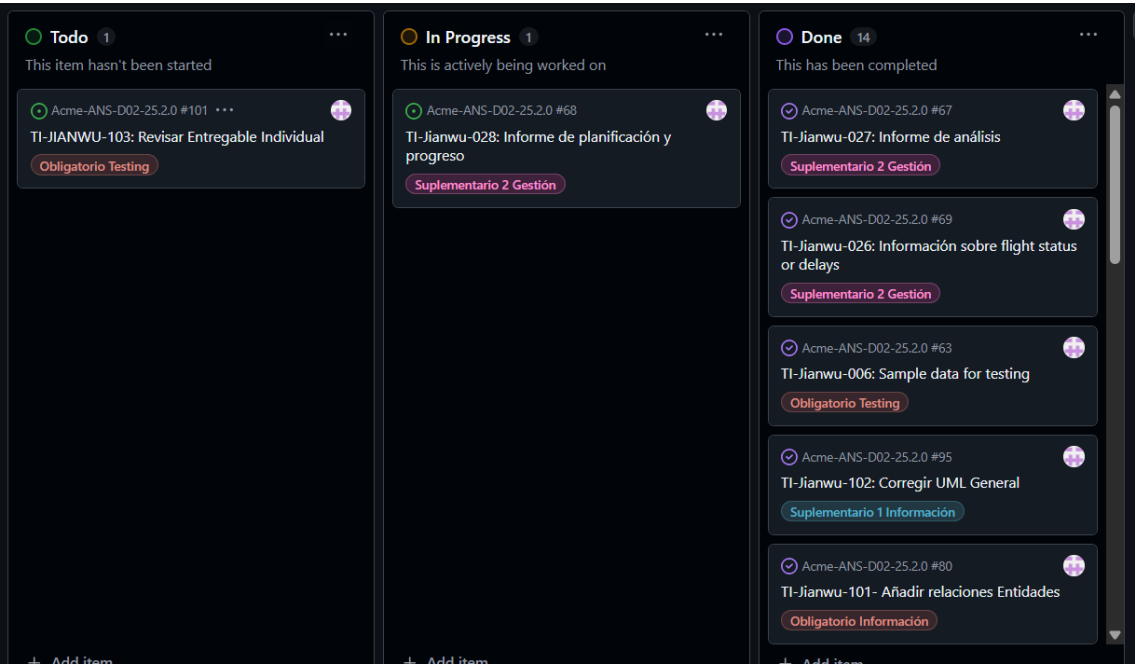 Todo 1
This item hasn't been started
Acme-ANS-D02-25.2.0 #101
TI-JIANWU-103: Revisar Entregable Individual
Obligatorio Testing
+ Add item
In Progress 1
This is actively being worked on
Acme-ANS-D02-25.2.0 #68
TI-Jianwu-028: Informe de planificación y
progreso
Suplementario 2 Gestión
+ Add item
Done 14
This has been completed
Acme-ANS-D02-25.2.0 #67
TI-Jianwu-027: Informe de análisis
Suplementario 2 Gestión
Acme-ANS-D02-25.2.0 #69
TI-Jianwu-026: Información sobre flight status
or delays
Suplementario 2 Gestión
Acme-ANS-D02-25.2.0 #63
TI-Jianwu-006: Sample data for testing
Obligatorio Testing
Acme-ANS-D02-25.2.0 #95
TI-Jianwu-102: Corregir UML General
Suplementario 1 Información
Acme-ANS-D02-25.2.0 #80
TI-Jianwu-101- Añadir relaciones Entidades
Obligatorio Información
+ Add item